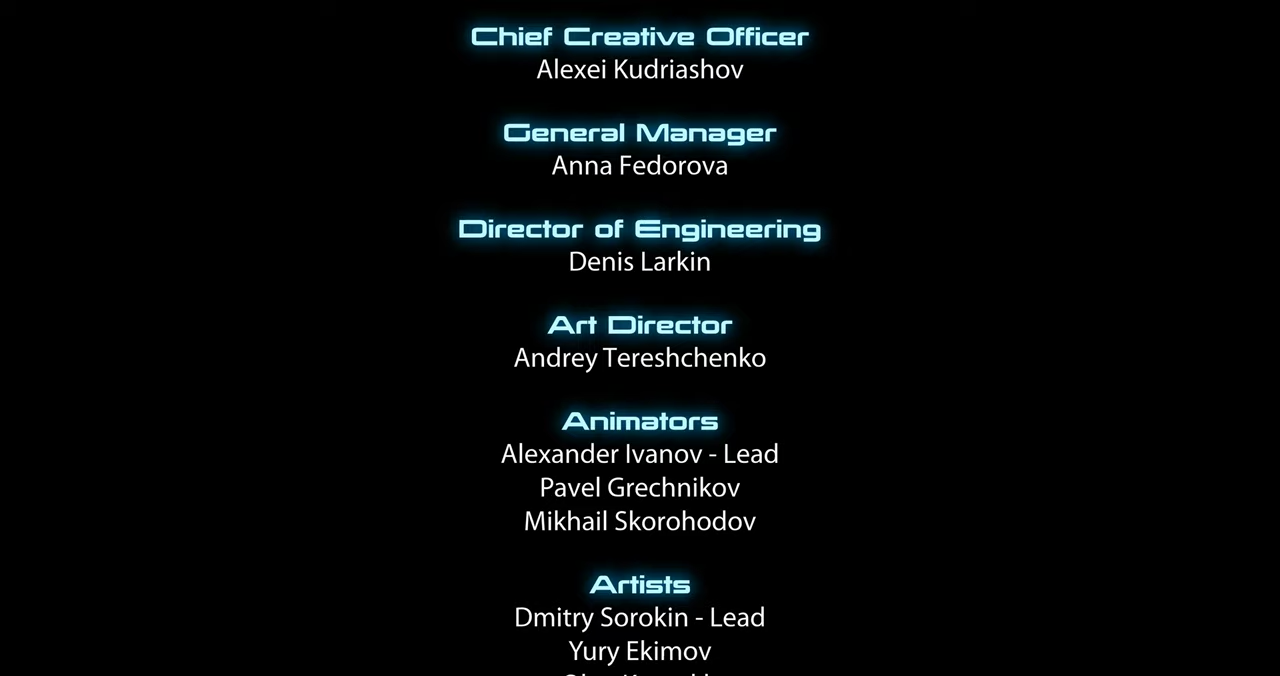 Chief Creative Officer
Alexei Kudriashov
General Manager
Anna Fedorova
Director of Engineering
Denis Larkin
Art Director
Andrey Tereshchenko
Animators
Alexander Ivanov - Lead
Pavel Grechnikov
Mikhail Skorohodov
Artists
Dmitry Sorokin - Lead
Yury Ekimov